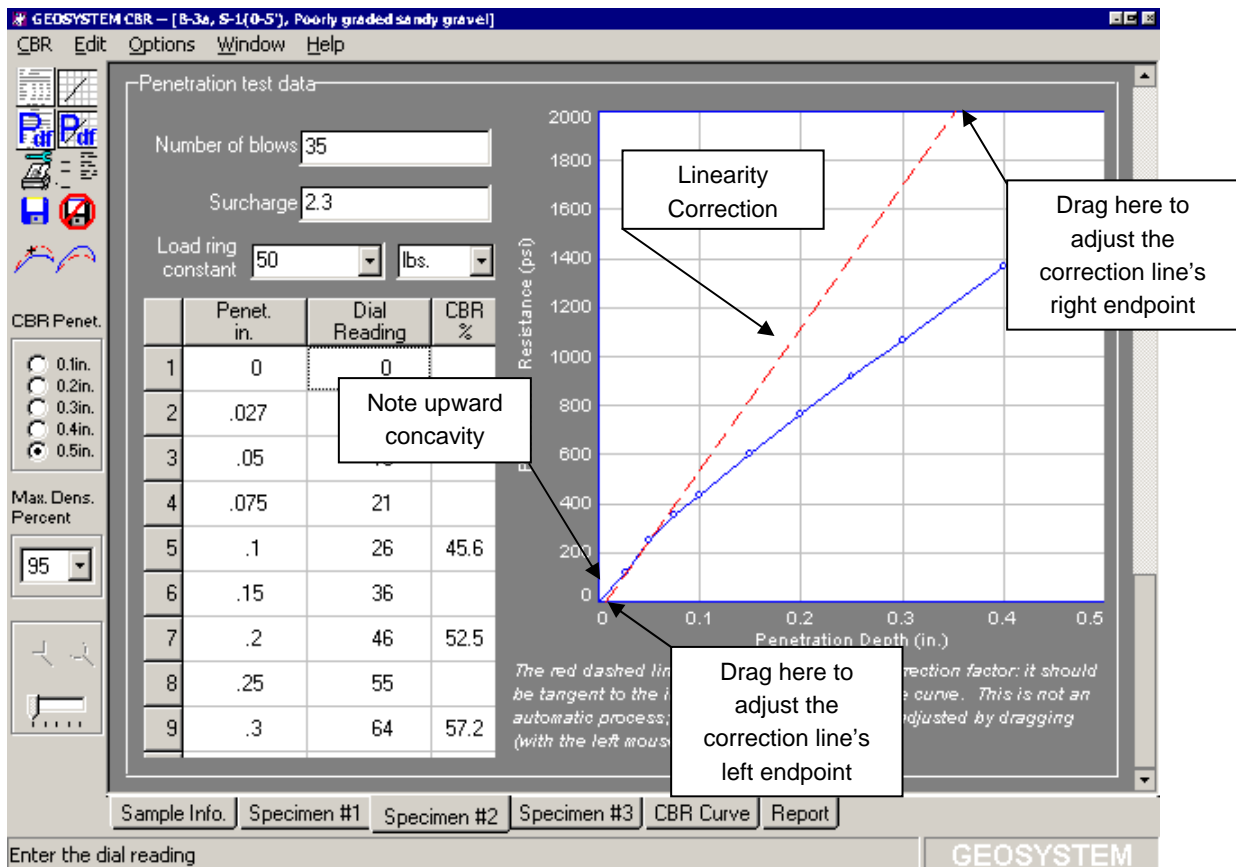 GEOSYSTEM CBR — [B-3a, S-1(0-5'), Poorly graded sandy gravel]
CBR Edit Options Window Help
Penetration test data
Number of blows 35
Surcharge 2.3
Load ring
constant 50 lbs.
Penet.
in.
Dial
Reading
CBR
%
1 0 0
2 .027
3 .05
4 .075 21
5 .1 26 45.6
6 .15 36
7 .2 46 52.5
8 .25 55
9 .3 64 57.2
Pdf Pdf
CBR Penet.
0.1in.
0.2in.
0.3in.
0.4in.
0.5in.
Max. Dens.
Percent
95
2000
1800
1600
1400
1200
1000
800
600
400
200
0
Resistance (psi)
0 0.1 0.2 0.3 0.4 0.5
Penetration Depth (in.)
Linearity
Correction
Drag here to
adjust the
correction line's
right endpoint
Note upward
concavity
Drag here to
adjust the
correction line's
left endpoint
The red dashed factor: it should
be tangent to the curve. This is not an
automatic process; adjusted by dragging
(with the left
Sample Info. Specimen #1 Specimen #2 Specimen #3 CBR Curve Report
Enter the dial reading
GEOSYSTEM